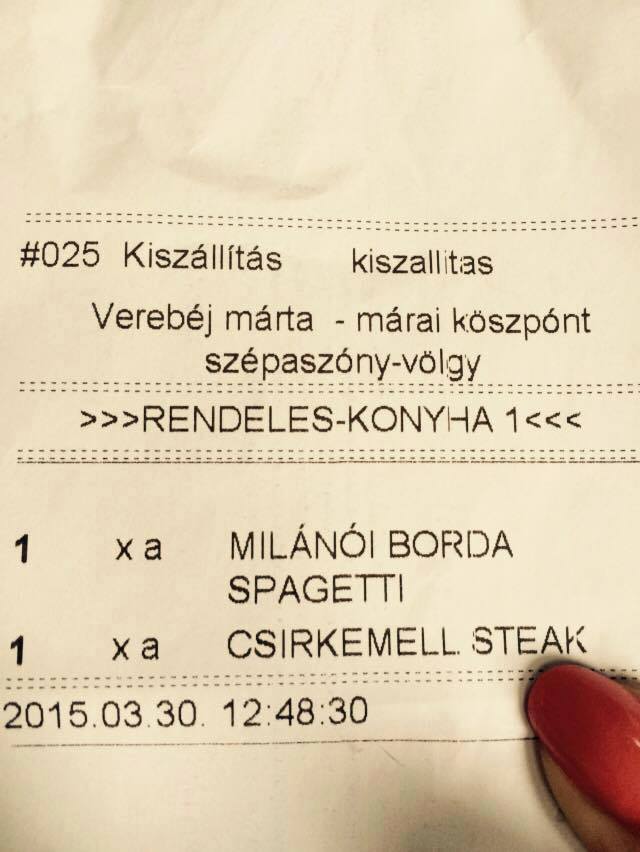 #025 Kiszállítás kiszallitas
Verebéj márta - márai köszpónt
szépaszóny-völgy
>>>RENDELES-KONYHA 1<<<
1 x a MILÁNÓI BORDA
SPAGETTI
1 x a CSIRKEMELL STEAK
2015.03.30. 12:48:30